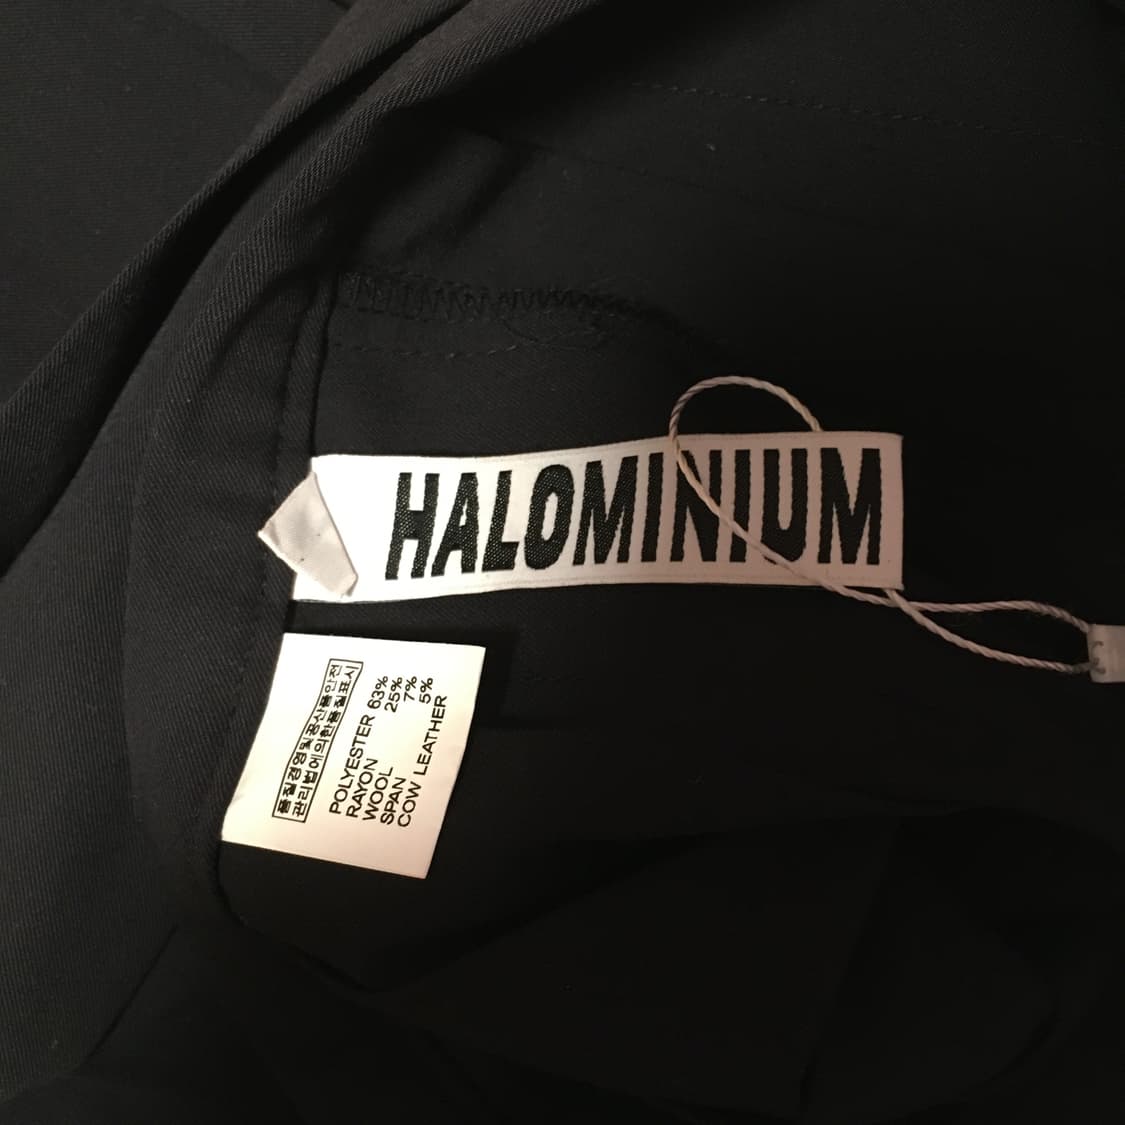 HALOMINIUM
품질경영및공산품안전
관리법에의한품질표시
POLYESTER 63%
RAYON 25%
WOOL 7%
SPAN 5%
COW LEATHER